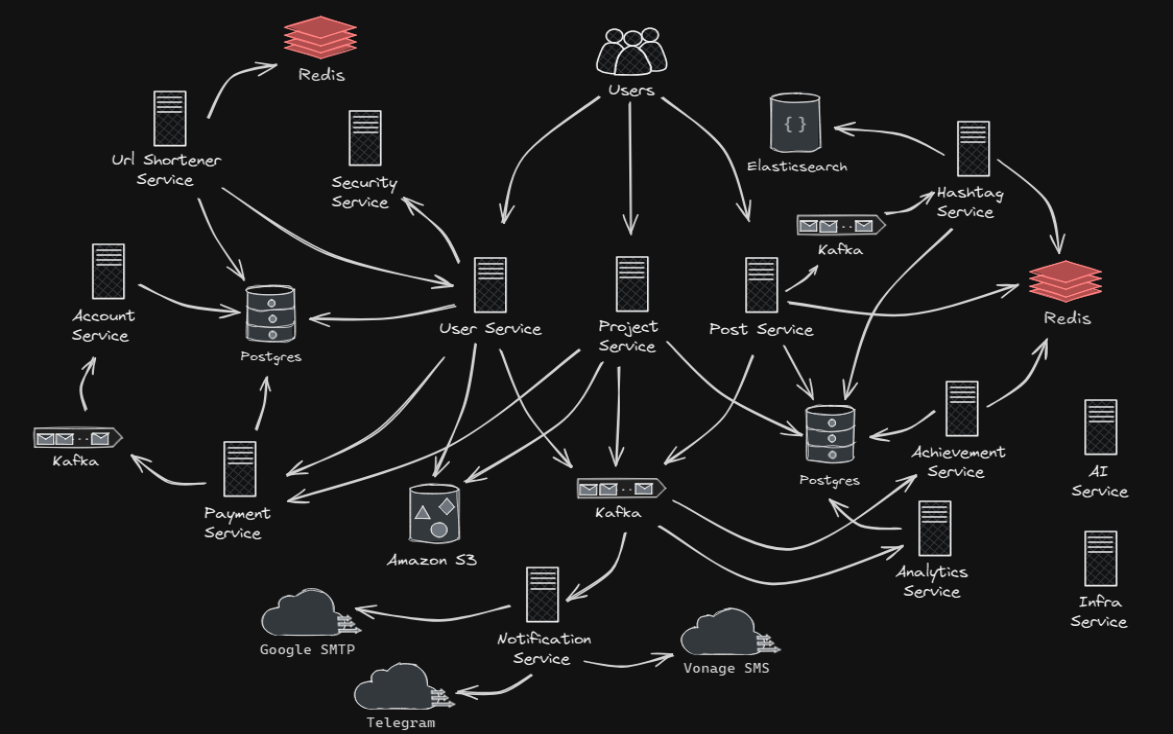 Redis
Users
Url Shortener
Service
Security
Service
{ }
Elasticsearch
Hashtag
Service
Kafka
Account
Service
Postgres
User Service
Project
Service
Post Service
Redis
Kafka
Payment
Service
Amazon S3
Kafka
Postgres
Achievement
Service
AI
Service
Analytics
Service
Infra
Service
Google SMTP
Notification
Service
Vonage SMS
Telegram